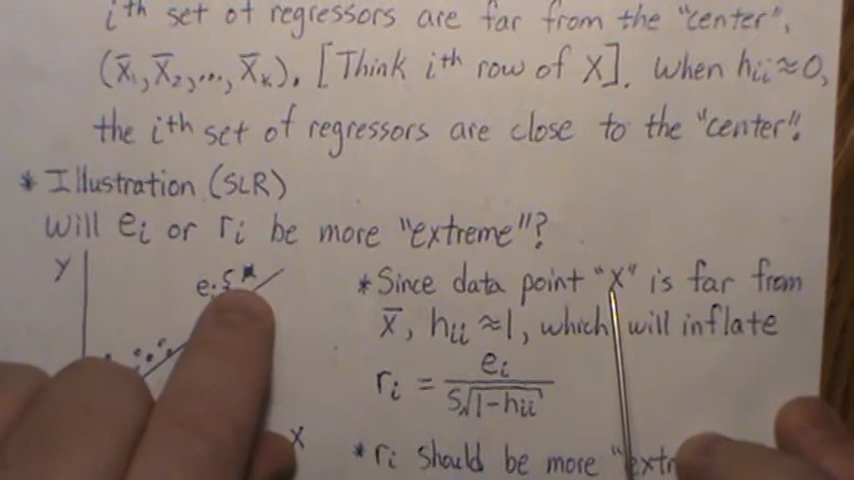 iᵗʰ set of regressors are far from the "center",
(X̄₁, X̄₂, ..., X̄ₖ). [Think iᵗʰ row of X]. When hᵢᵢ ≈ 0,
the iᵗʰ set of regressors are close to the "center".
* Illustration (SLR)
Will eᵢ or rᵢ be more "extreme"?
y
eᵢ
x
* Since data point "X" is far from
X̄, hᵢᵢ ≈ 1, which will inflate
rᵢ = eᵢ / S√1-hᵢᵢ
* rᵢ should be more